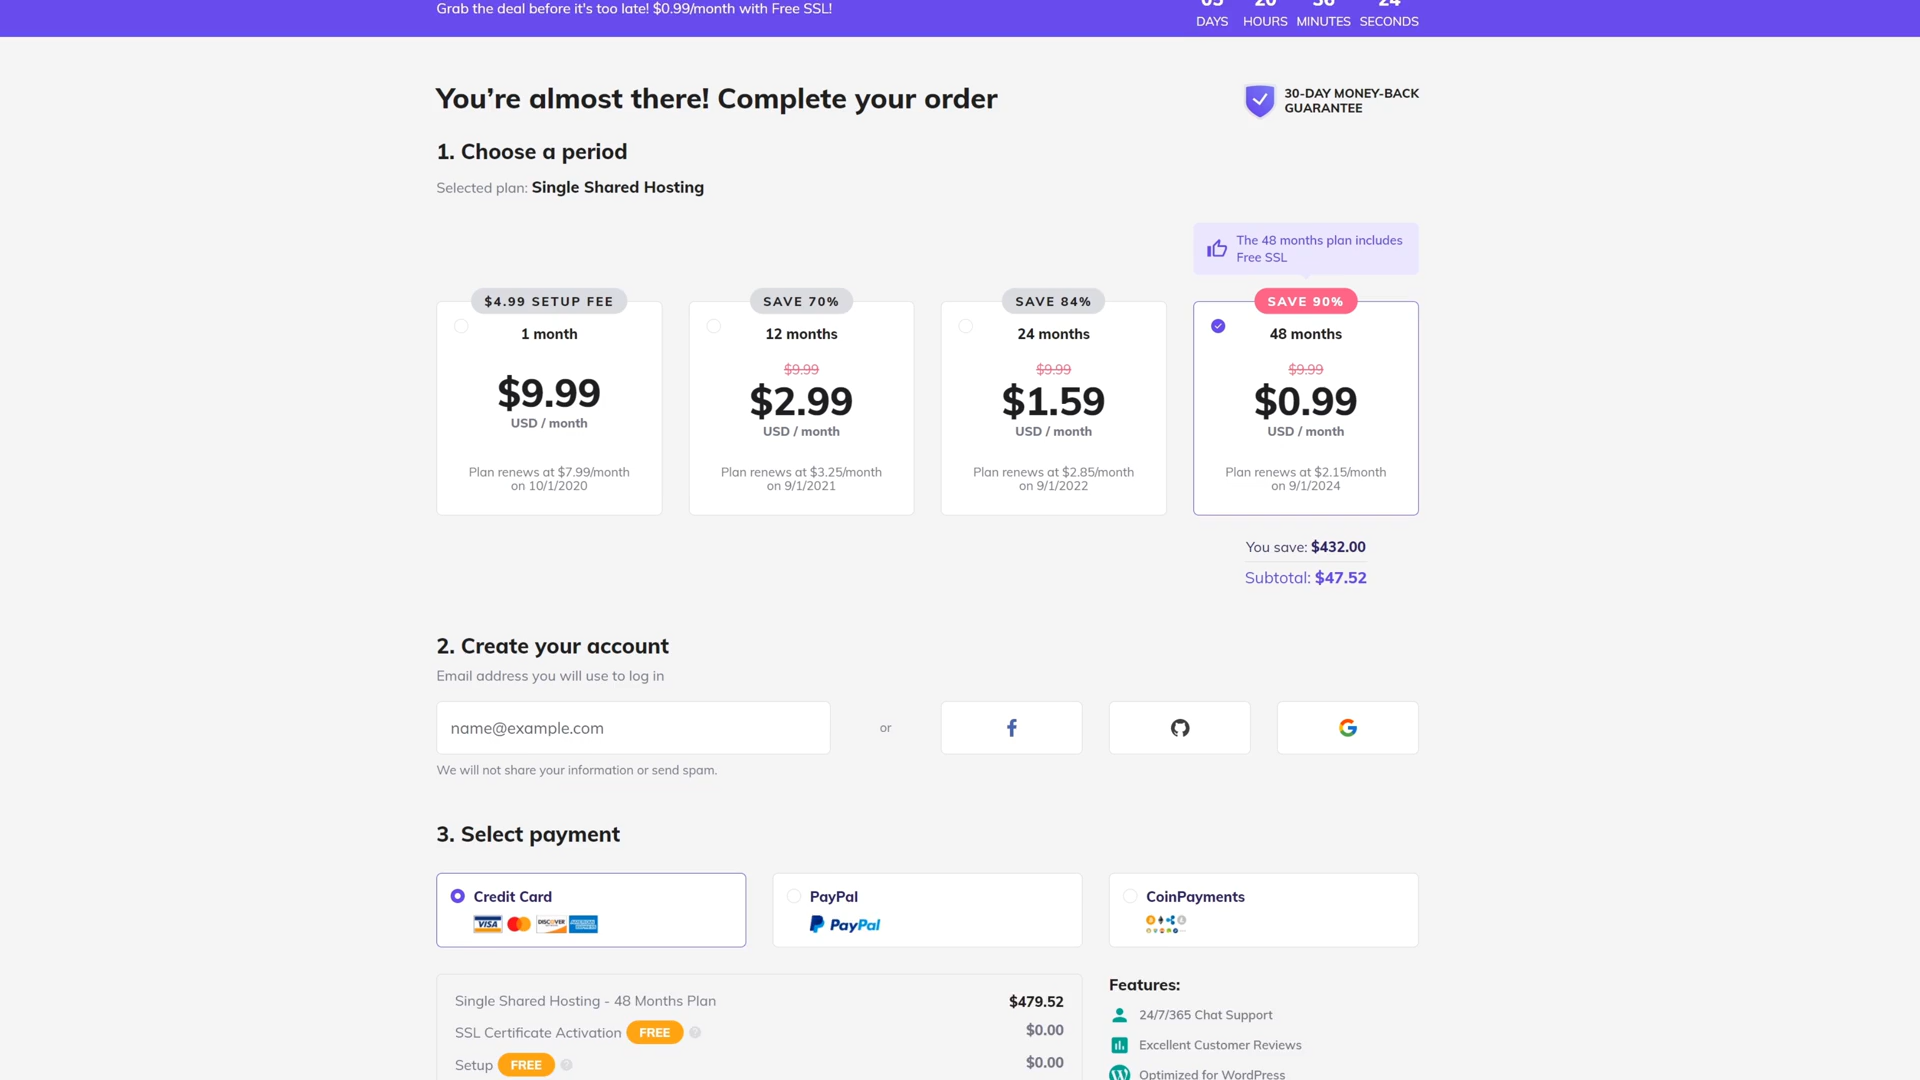 Grab the deal before it's too late! $0.99/month with Free SSL!
DAYS HOURS MINUTES SECONDS
You’re almost there! Complete your order
30-DAY MONEY-BACK
GUARANTEE
1. Choose a period
Selected plan: Single Shared Hosting
The 48 months plan includes
Free SSL
$4.99 SETUP FEE
1 month
$9.99
USD / month
Plan renews at $7.99/month
on 10/1/2020
SAVE 70%
12 months
$9.99
$2.99
USD / month
Plan renews at $3.25/month
on 9/1/2021
SAVE 84%
24 months
$9.99
$1.59
USD / month
Plan renews at $2.85/month
on 9/1/2022
SAVE 90%
48 months
$9.99
$0.99
USD / month
Plan renews at $2.15/month
on 9/1/2024
You save: $432.00
Subtotal: $47.52
2. Create your account
Email address you will use to log in
name@example.com
or
We will not share your information or send spam.
3. Select payment
Credit Card
VISA DISCOVER
PayPal
PayPal
CoinPayments
Single Shared Hosting - 48 Months Plan $479.52
SSL Certificate Activation FREE ? $0.00
Setup FREE ? $0.00
Features:
24/7/365 Chat Support
Excellent Customer Reviews
Optimized for WordPress